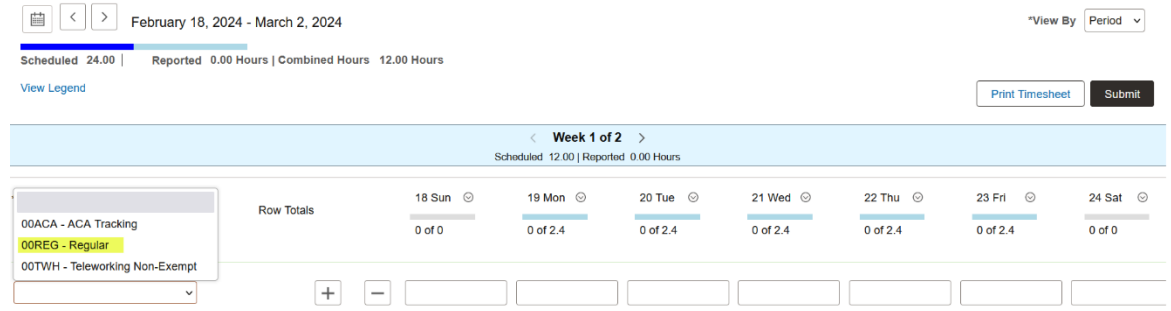 February 18, 2024 - March 2, 2024
*View By Period
Scheduled 24.00 | Reported 0.00 Hours | Combined Hours 12.00 Hours
View Legend
Print Timesheet Submit
Week 1 of 2
Scheduled 12.00 | Reported 0.00 Hours
*
00ACA - ACA Tracking
00REG - Regular
00TWH - Teleworking Non-Exempt
Row Totals
18 Sun 19 Mon 20 Tue 21 Wed 22 Thu 23 Fri 24 Sat
0 of 0 0 of 2.4 0 of 2.4 0 of 2.4 0 of 2.4 0 of 2.4 0 of 0